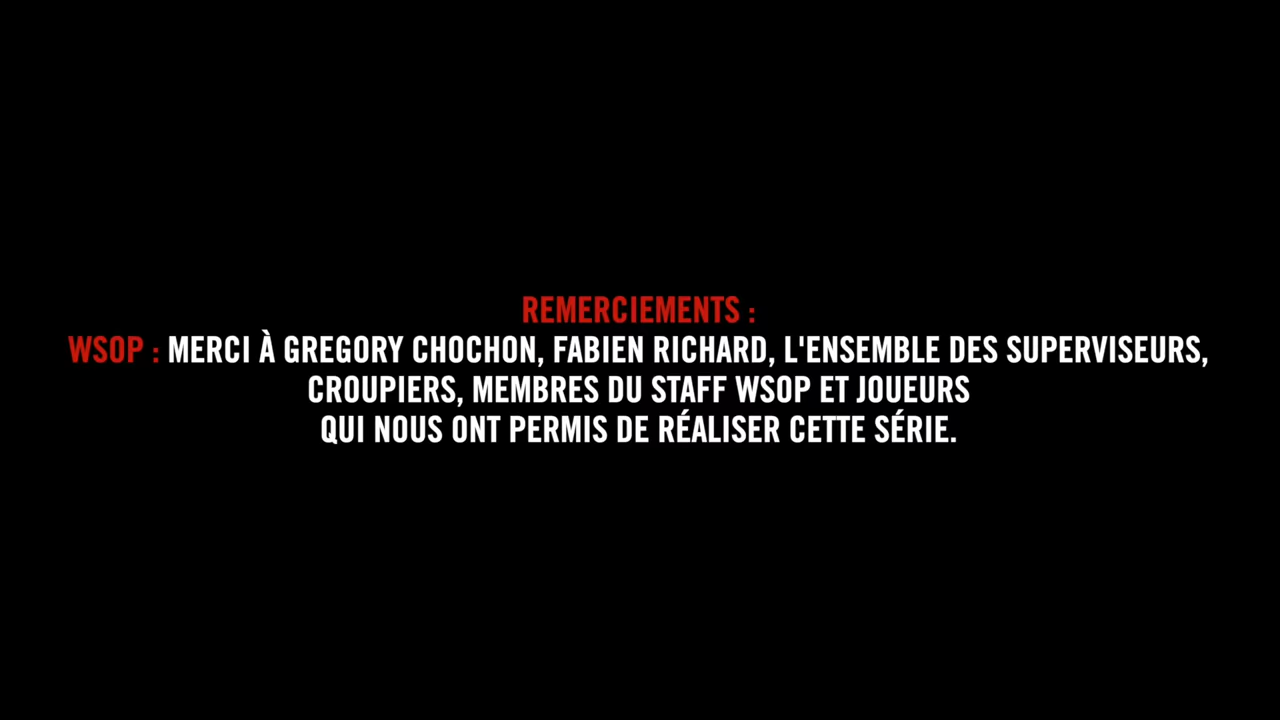 REMERCIEMENTS :
WSOP : MERCI À GREGORY CHOCHON, FABIEN RICHARD, L'ENSEMBLE DES SUPERVISEURS,
CROUPIERS, MEMBRES DU STAFF WSOP ET JOUEURS
QUI NOUS ONT PERMIS DE RÉALISER CETTE SÉRIE.